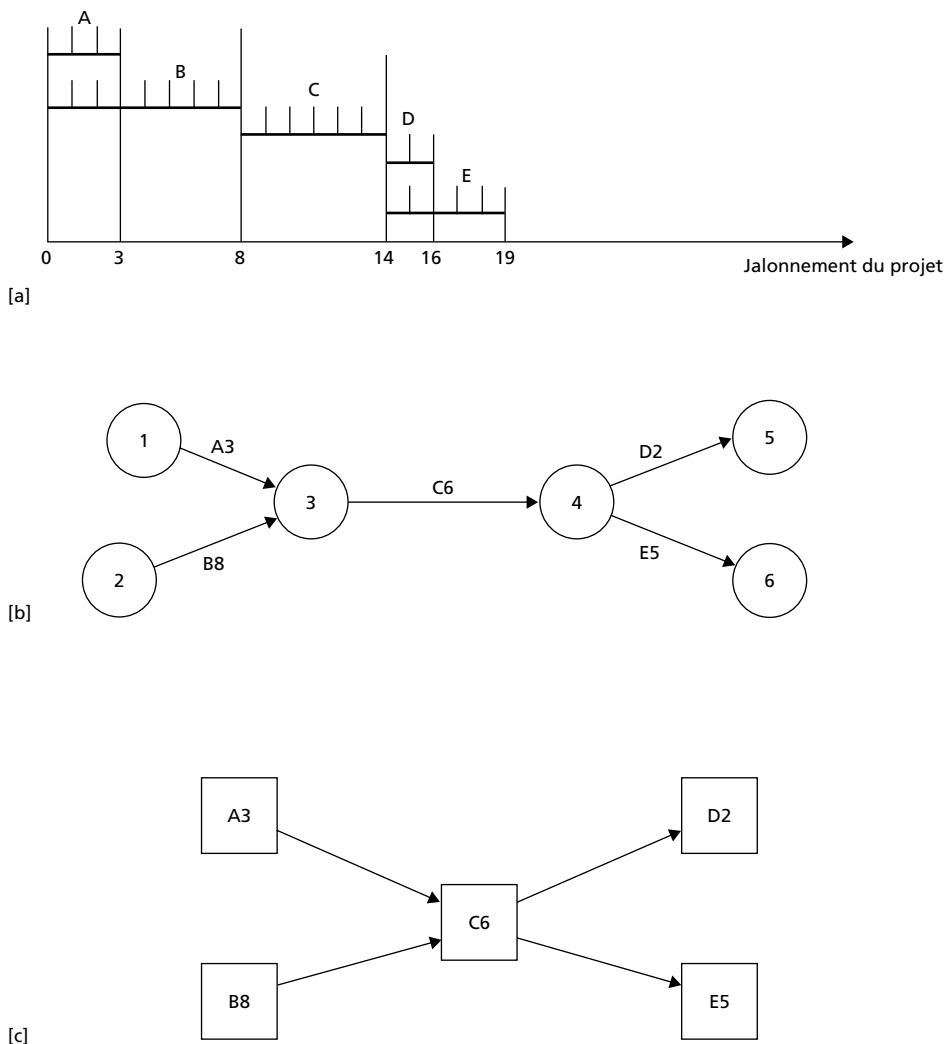 A
B
C
D
E
0 3 8 14 16 19
Jalonnement du projet
[a]
1
A3
3
C6
4
D2
5
2
B8
E5
6
[b]
A3
D2
C6
B8
E5
[c]